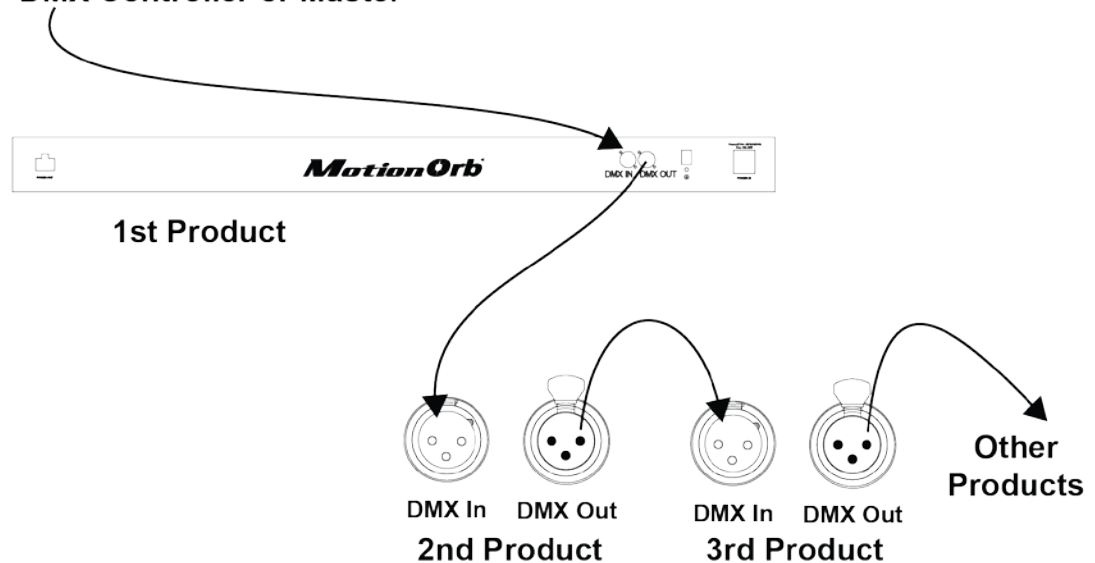 DMX Controller or Master
MotionOrb
DMX IN DMX OUT
1st Product
Other
Products
DMX In DMX Out DMX In DMX Out
2nd Product 3rd Product